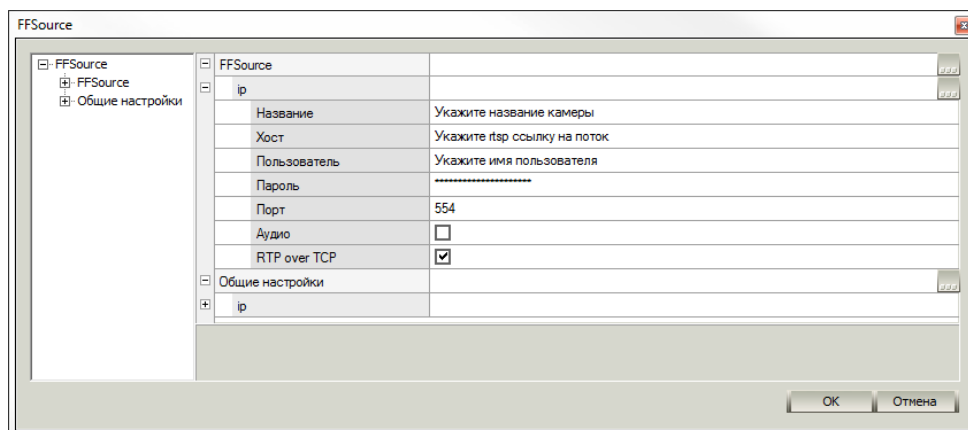 FFSource
FFSource
FFSource
Общие настройки
FFSource
ip
Название Укажите название камеры
Хост Укажите rtsp ссылку на поток
Пользователь Укажите имя пользователя
Пароль *********************
Порт 554
Аудио
RTP over TCP
Общие настройки
ip
OK Отмена